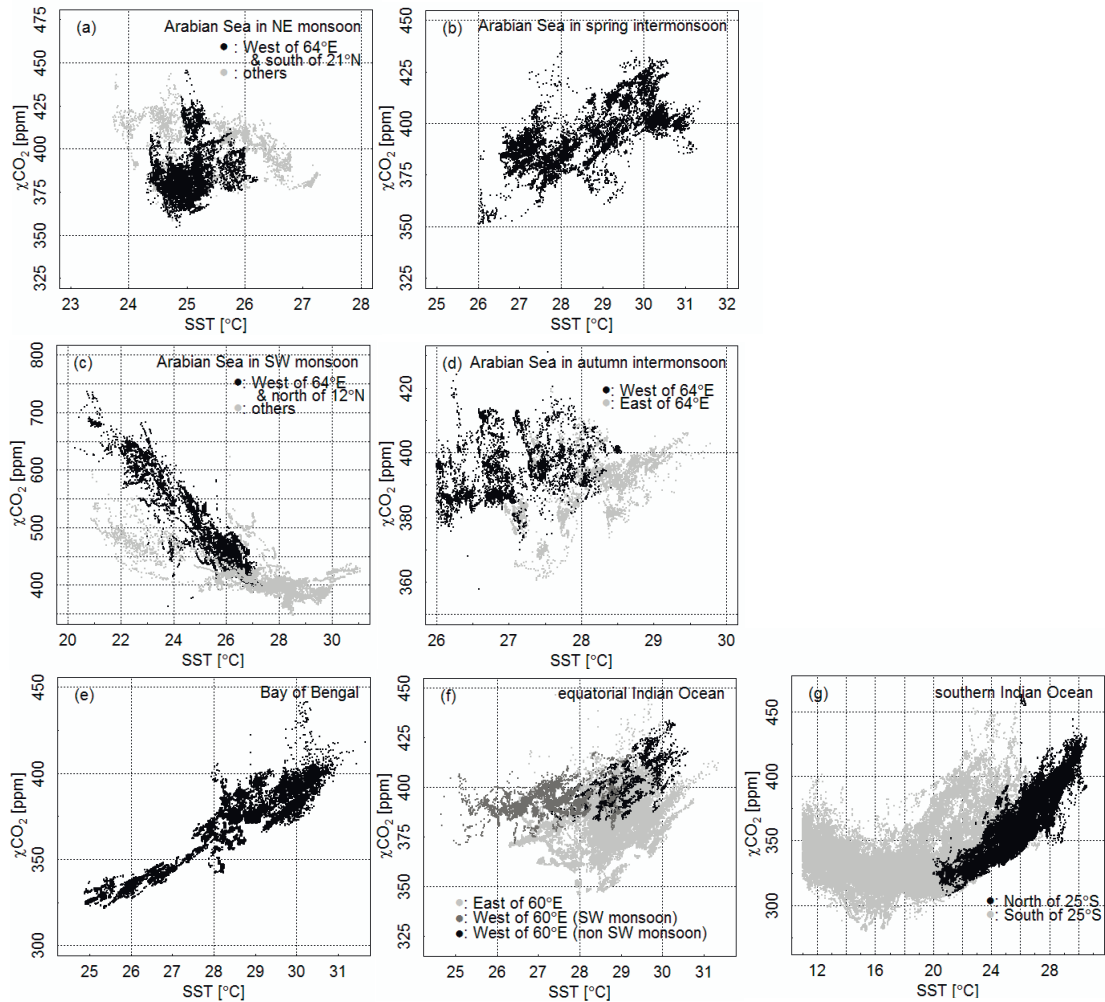 (a) Arabian Sea in NE monsoon
●: West of 64°E
& south of 21°N
●: others
475
450
425
400
375
350
325
χCO2 [ppm]
23 24 25 26 27 28
SST [°C]
(b) Arabian Sea in spring intermonsoon
450
425
400
375
350
325
χCO2 [ppm]
25 26 27 28 29 30 31 32
SST [°C]
(c) Arabian Sea in SW monsoon
●: West of 64°E
& north of 12°N
●: others
800
700
600
500
400
χCO2 [ppm]
20 22 24 26 28 30
SST [°C]
(d) Arabian Sea in autumn intermonsoon
●: West of 64°E
●: East of 64°E
420
400
380
360
χCO2 [ppm]
26 27 28 29 30
SST [°C]
(e) Bay of Bengal
450
400
350
300
χCO2 [ppm]
25 26 27 28 29 30 31
SST [°C]
(f) equatorial Indian Ocean
450
425
400
375
350
325
χCO2 [ppm]
●: East of 60°E
●: West of 60°E (SW monsoon)
●: West of 60°E (non SW monsoon)
25 26 27 28 29 30 31
SST [°C]
(g) southern Indian Ocean
450
400
350
300
χCO2 [ppm]
●: North of 25°S
●: South of 25°S
12 16 20 24 28
SST [°C]